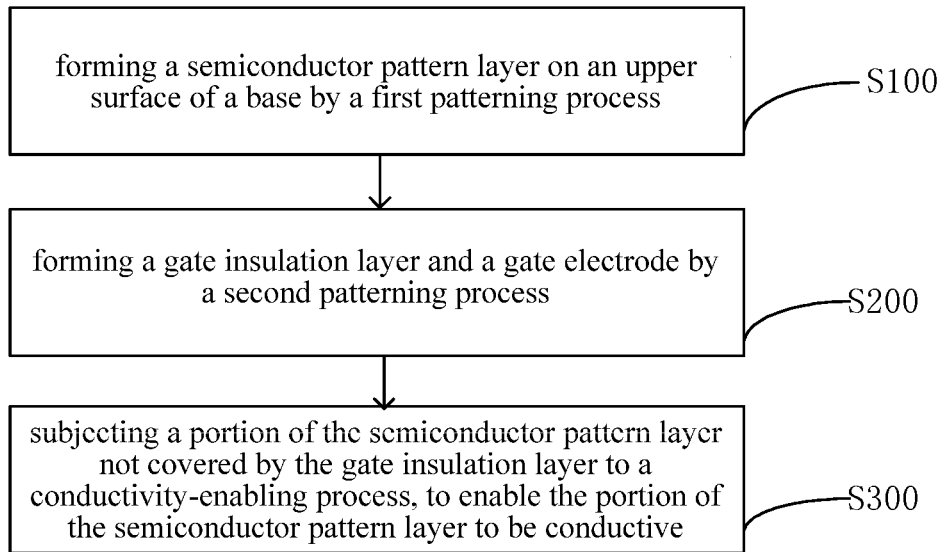 forming a semiconductor pattern layer on an upper
surface of a base by a first patterning process
S100
forming a gate insulation layer and a gate electrode by
a second patterning process
S200
subjecting a portion of the semiconductor pattern layer
not covered by the gate insulation layer to a
conductivity-enabling process, to enable the portion of
the semiconductor pattern layer to be conductive
S300